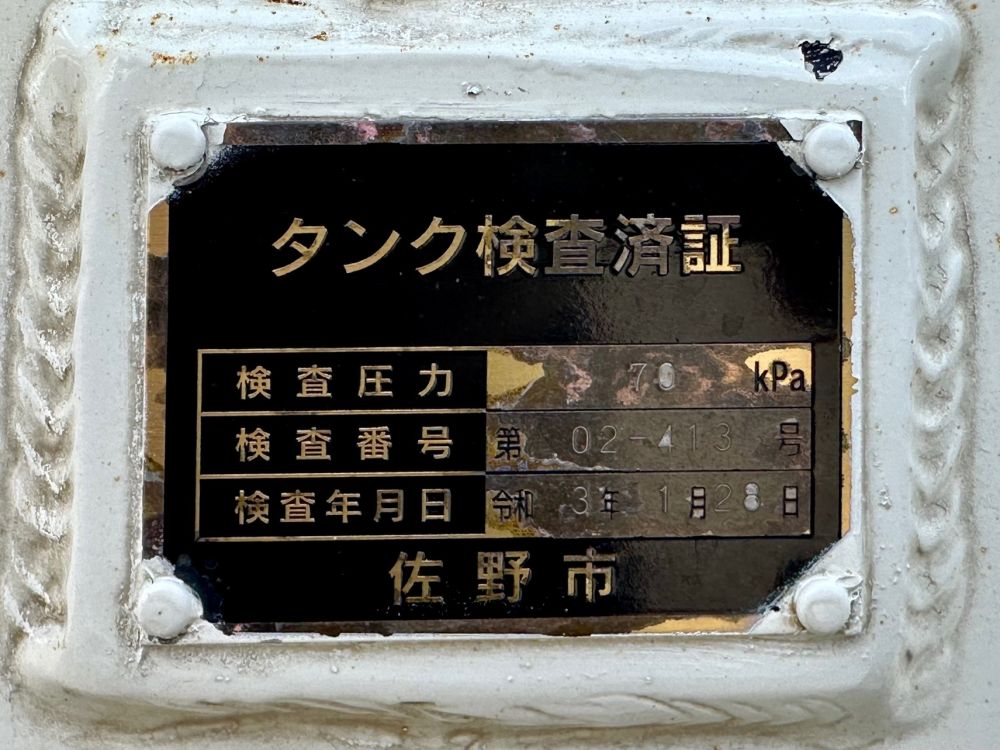 タンク検査済証
検査圧力 70 kPa
検査番号 第 02-413 号
検査年月日 令和 3年 1月28日
佐野市